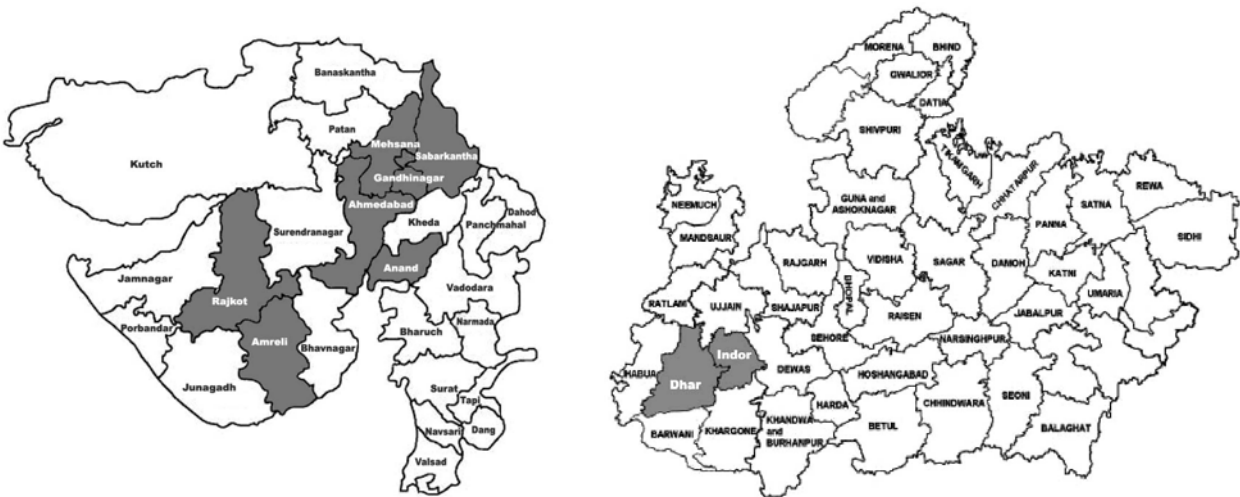 Banaskantha
Patan
Mehsana
Sabarkantha
Kutch
Gandhinagar
Ahmedabad
Kheda
Panchmahal
Dahod
Surendranagar
Anand
Jamnagar
Rajkot
Vadodara
Porbandar
Amreli
Bhavnagar
Bharuch
Narmada
Junagadh
Surat
Tapi
Navsari
Dang
Valsad
MORENA
BHIND
GWALIOR
DATIA
SHIVPURI
TIKAMGARH
CHHATARPUR
REWA
NEEMUCH
GUNA and
ASHOKNAGAR
PANNA
SATNA
SIDHI
MANDSAUR
RAJGARH
VIDISHA
SAGAR
DAMOH
KATNI
UMARIA
RATLAM
UJJAIN
SHAJAPUR
BHOPAL
RAISEN
JABALPUR
Indor
SEHORE
NARSINGHPUR
HABUA
Dhar
DEWAS
HOSHANGABAD
HARDA
CHHINDWARA
SEONI
BARWANI
KHARGONE
KHANDWA
and
BURHANPUR
BETUL
BALAGHAT